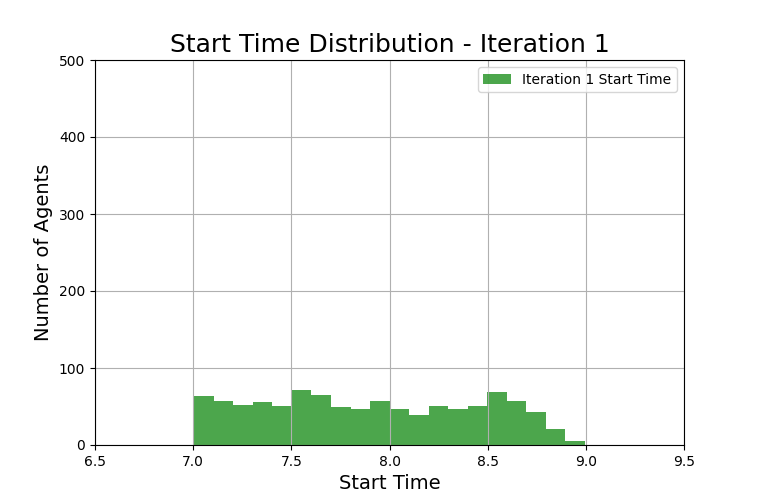 Start Time Distribution - Iteration 1
Iteration 1 Start Time
Number of Agents
500
400
300
200
100
0
6.5 7.0 7.5 8.0 8.5 9.0 9.5
Start Time